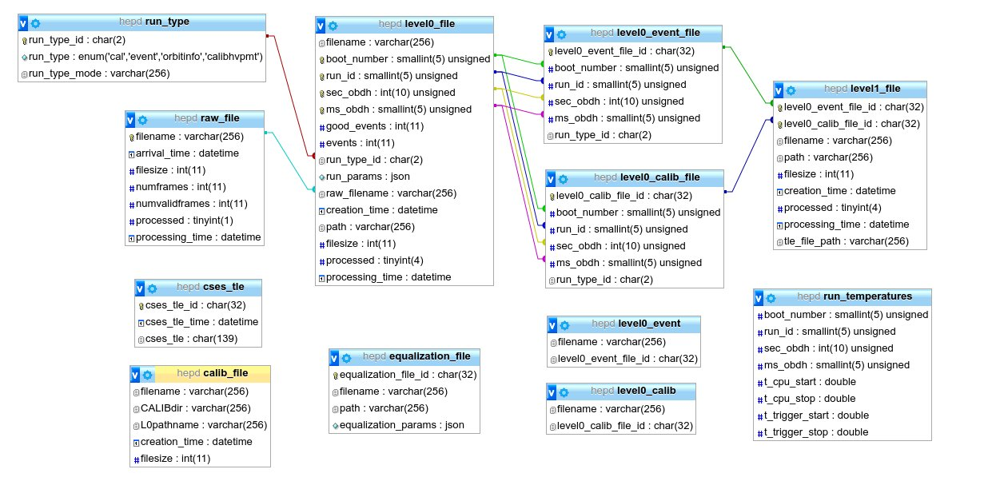 hepd run_type
run_type_id : char(2)
run_type : enum('cal','event','orbitinfo','calibhvpmt')
run_type_mode : varchar(256)
hepd raw_file
filename : varchar(256)
arrival_time : datetime
filesize : int(11)
numframes : int(11)
numvalidframes : int(11)
processed : tinyint(1)
processing_time : datetime
hepd cses_tle
cses_tle_id : char(32)
cses_tle_time : datetime
cses_tle : char(139)
hepd calib_file
filename : varchar(256)
CALIBdir : varchar(256)
L0pathname : varchar(256)
creation_time : datetime
filesize : int(11)
hepd level0_file
filename : varchar(256)
boot_number : smallint(5) unsigned
run_id : smallint(5) unsigned
sec_obdh : int(10) unsigned
ms_obdh : smallint(5) unsigned
good_events : int(11)
events : int(11)
run_type_id : char(2)
run_params : json
raw_filename : varchar(256)
creation_time : datetime
path : varchar(256)
filesize : int(11)
processed : tinyint(4)
processing_time : datetime
hepd equalization_file
equalization_file_id : char(32)
filename : varchar(256)
path : varchar(256)
equalization_params : json
hepd level0_event_file
level0_event_file_id : char(32)
boot_number : smallint(5) unsigned
run_id : smallint(5) unsigned
sec_obdh : int(10) unsigned
ms_obdh : smallint(5) unsigned
run_type_id : char(2)
hepd level0_calib_file
level0_calib_file_id : char(32)
boot_number : smallint(5) unsigned
run_id : smallint(5) unsigned
sec_obdh : int(10) unsigned
ms_obdh : smallint(5) unsigned
run_type_id : char(2)
hepd level0_event
filename : varchar(256)
level0_event_file_id : char(32)
hepd level0_calib
filename : varchar(256)
level0_calib_file_id : char(32)
hepd level1_file
level0_event_file_id : char(32)
level0_calib_file_id : char(32)
filename : varchar(256)
path : varchar(256)
filesize : int(11)
creation_time : datetime
processed : tinyint(4)
processing_time : datetime
tle_file_path : varchar(256)
hepd run_temperatures
boot_number : smallint(5) unsigned
run_id : smallint(5) unsigned
sec_obdh : int(10) unsigned
ms_obdh : smallint(5) unsigned
t_cpu_start : double
t_cpu_stop : double
t_trigger_start : double
t_trigger_stop : double